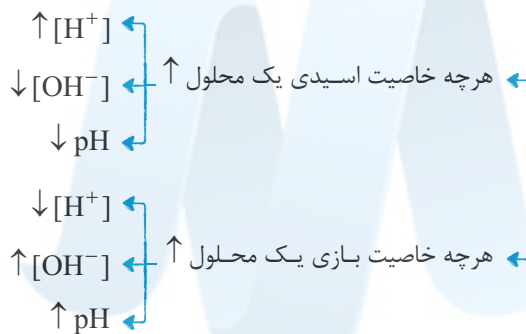 هرچه خاصیت اسیدی یک محلول ↑
↑[H⁺]
↓[OH⁻]
↓ pH
هرچه خاصیت بازی یک محلول ↑
↓[H⁺]
↑[OH⁻]
↑ pH